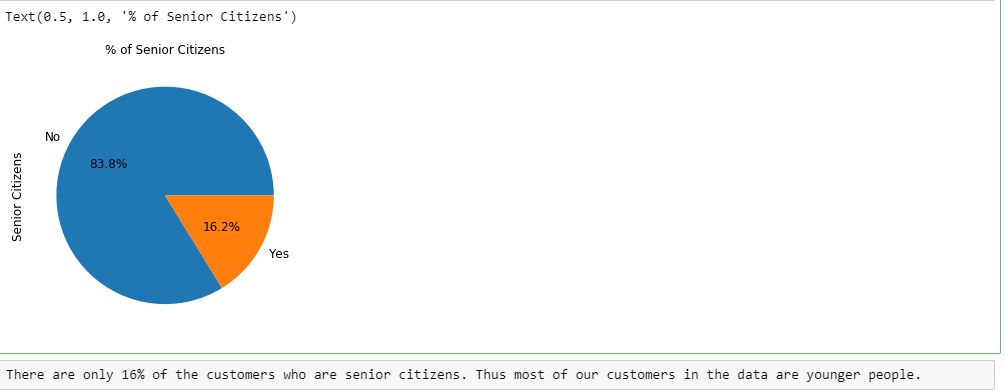 Text(0.5, 1.0, '% of Senior Citizens')
% of Senior Citizens
No
83.8%
Senior Citizens
16.2%
Yes
There are only 16% of the customers who are senior citizens. Thus most of our customers in the data are younger people.